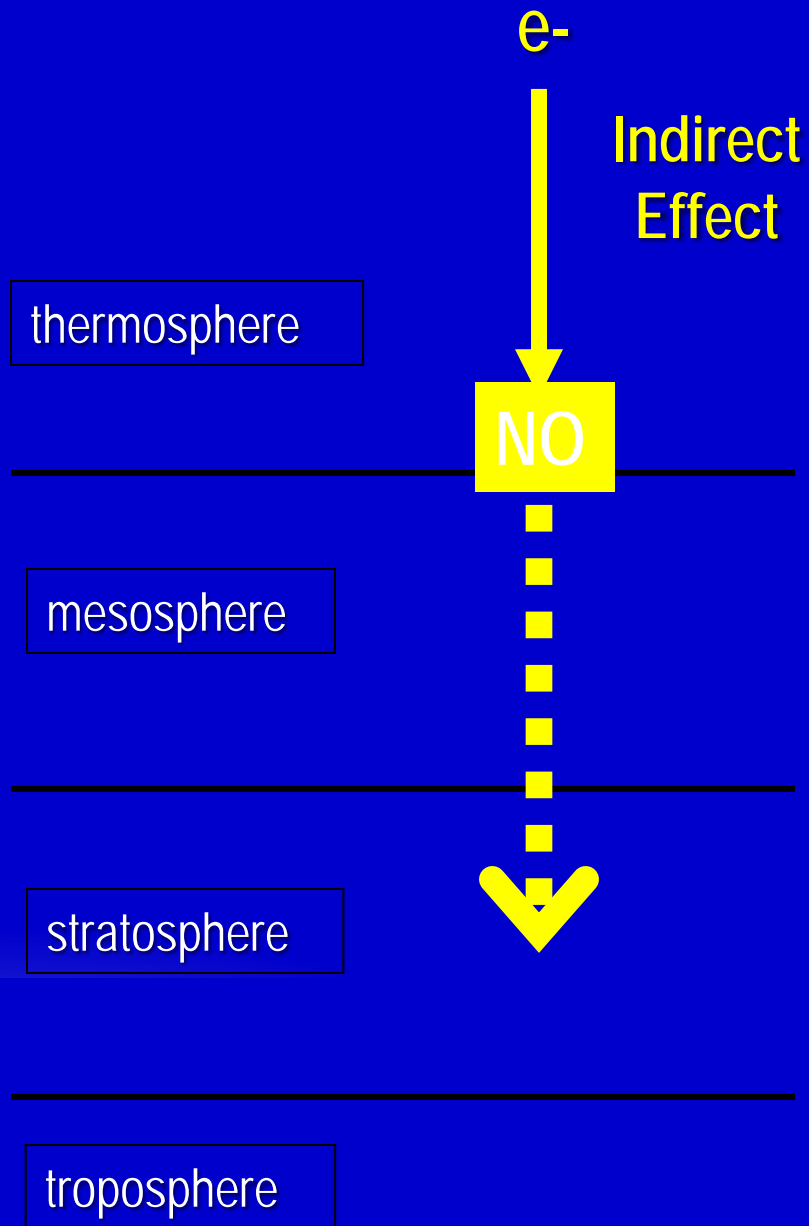 e-
Indirect
Effect
thermosphere
NO
mesosphere
stratosphere
troposphere